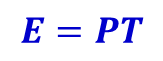 E = PT